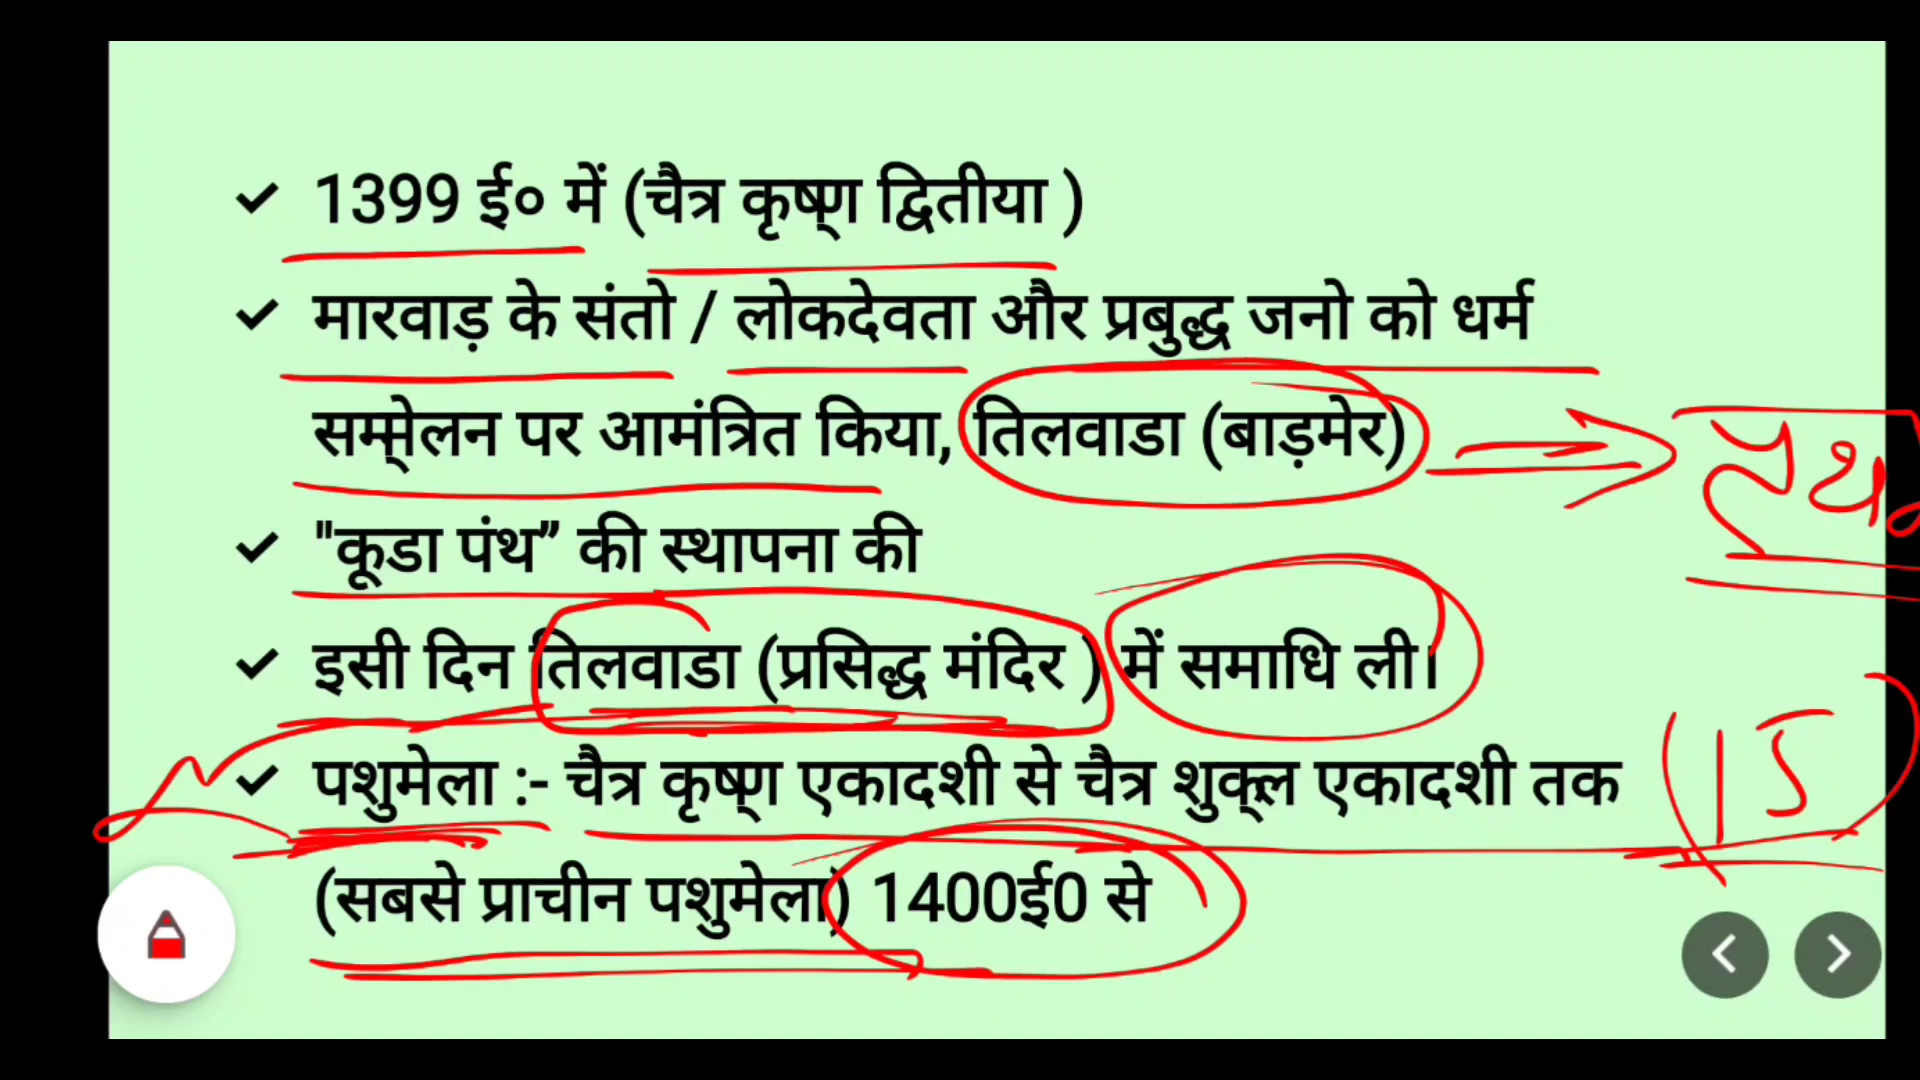 1399 ई० में (चैत्र कृष्ण द्वितीया )
मारवाड़ के संतो / लोकदेवता और प्रबुद्ध जनो को धर्म
सम्मे्लन पर आमंत्रित किया, तिलवाडा (बाड़मेर)
"कूडा पंथ” की स्थापना की
इसी दिन तिलवाडा (प्रसिद्ध मंदिर ) में समाधि ली।
पशुमेला :- चैत्र कृष्ण एकादशी से चैत्र शुक्ल एकादशी तक (15)
(सबसे प्राचीन पशुमेला) 1400ई0 से